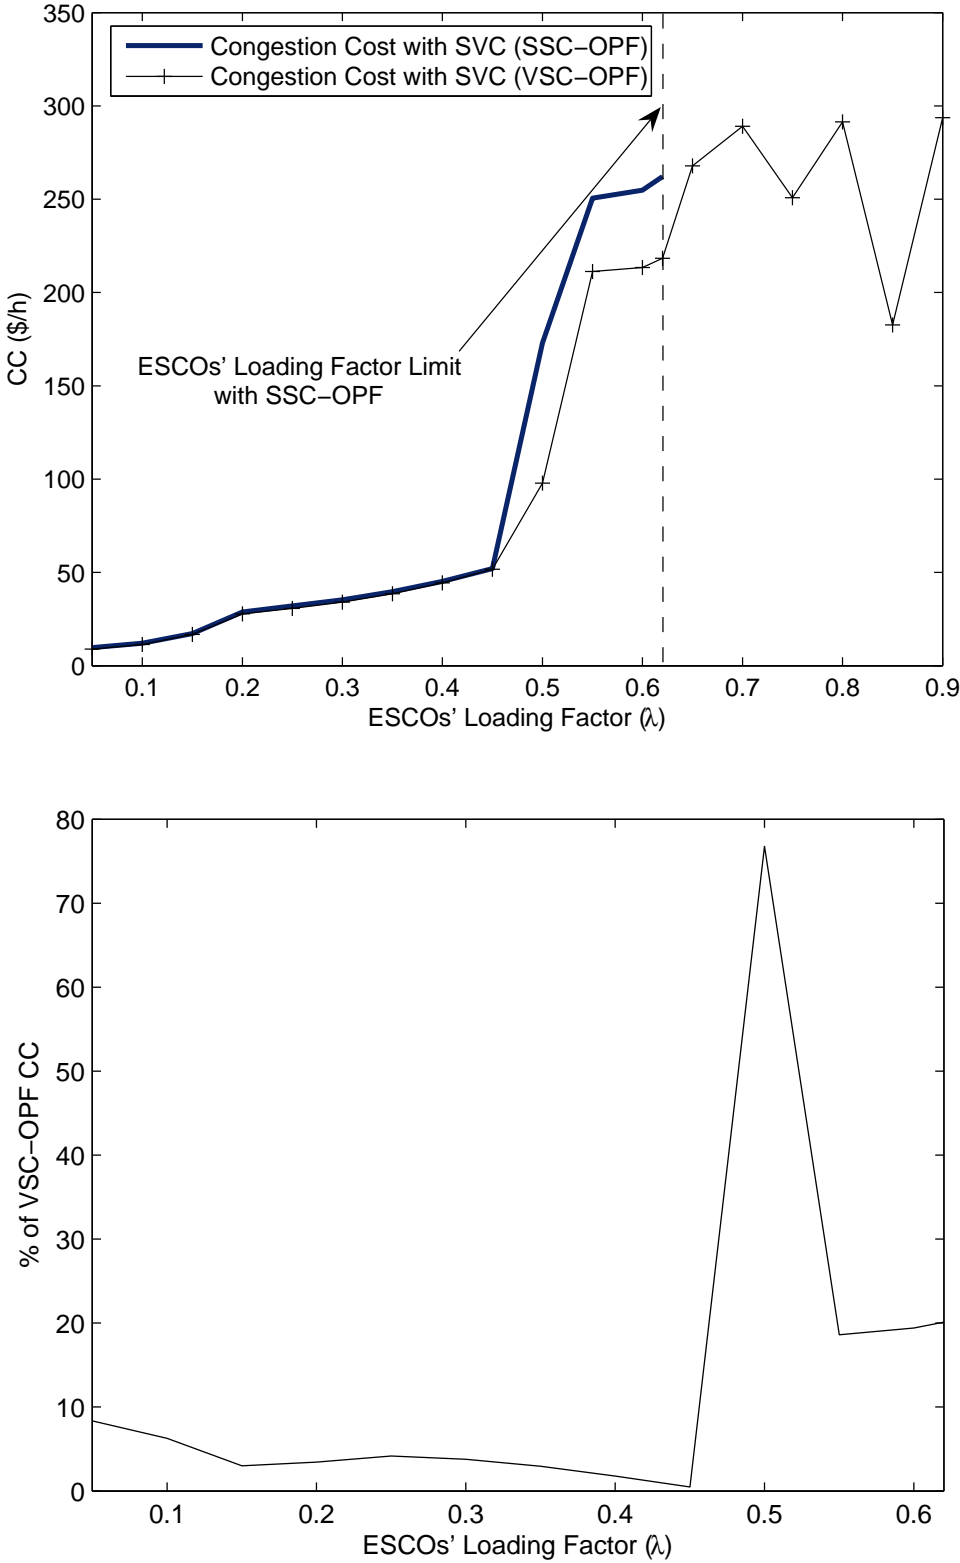 350
300
250
200
150
100
50
0
CC ($/h)
Congestion Cost with SVC (SSC−OPF)
Congestion Cost with SVC (VSC−OPF)
ESCOs' Loading Factor Limit
with SSC−OPF
0.1 0.2 0.3 0.4 0.5 0.6 0.7 0.8 0.9
ESCOs' Loading Factor (λ)
80
70
60
50
40
30
20
10
0
% of VSC−OPF CC
0.1 0.2 0.3 0.4 0.5 0.6
ESCOs' Loading Factor (λ)